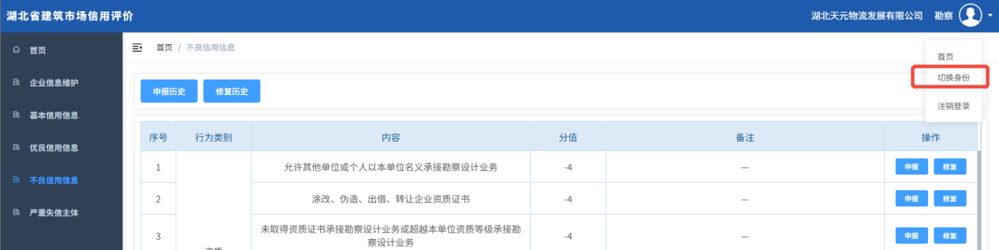 湖北省建筑市场信用评价
湖北天元物流发展有限公司 勘察
首页
企业信息维护
基本信用信息
优良信用信息
不良信用信息
严重失信主体
首页 / 不良信用信息
首页
切换身份
注销登录
申报历史 修复历史
序号 行为类别 内容 分值 备注 操作
1 允许其他单位或个人以本单位名义承接勘察设计业务 -4 — 申报 修复
2 涂改、伪造、出借、转让企业资质证书 -4 — 申报 修复
3 未取得资质证书承接勘察设计业务或超越本单位资质等级承接勘
察设计业务 -4 — 申报 修复